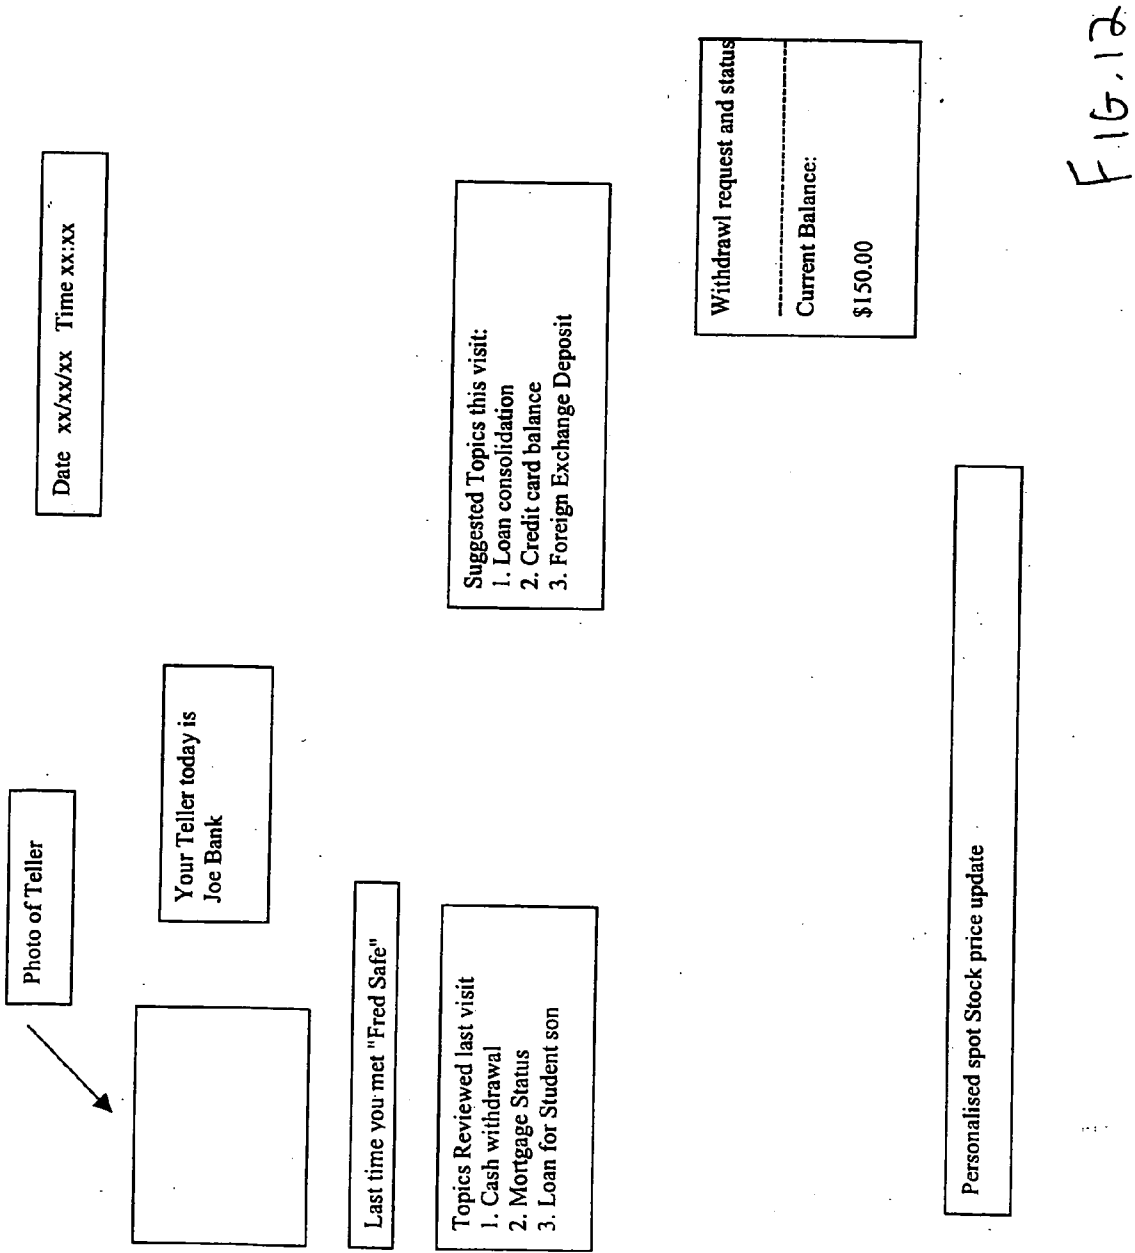 Photo of Teller
Date xx/xx/xx Time xx:xx
Your Teller today is
Joe Bank
Last time you met "Fred Safe"
Topics Reviewed last visit
1. Cash withdrawal
2. Mortgage Status
3. Loan for Student son
Suggested Topics this visit:
1. Loan consolidation
2. Credit card balance
3. Foreign Exchange Deposit
Withdrawl request and status
Current Balance:
$150.00
Personalised spot Stock price update
FIG. 12